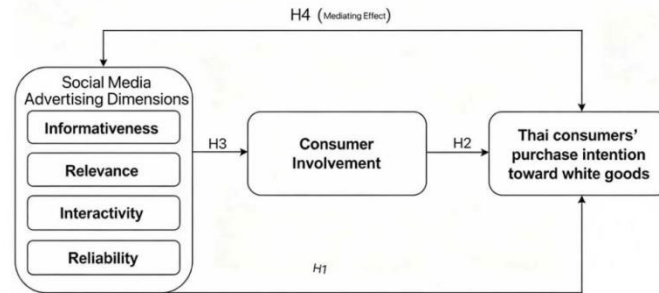 H4 (Mediating Effect)
Social Media
Advertising Dimensions
Informativeness
Relevance
Interactivity
Reliability
H3
Consumer
Involvement
H2
Thai consumers'
purchase intention
toward white goods
H1